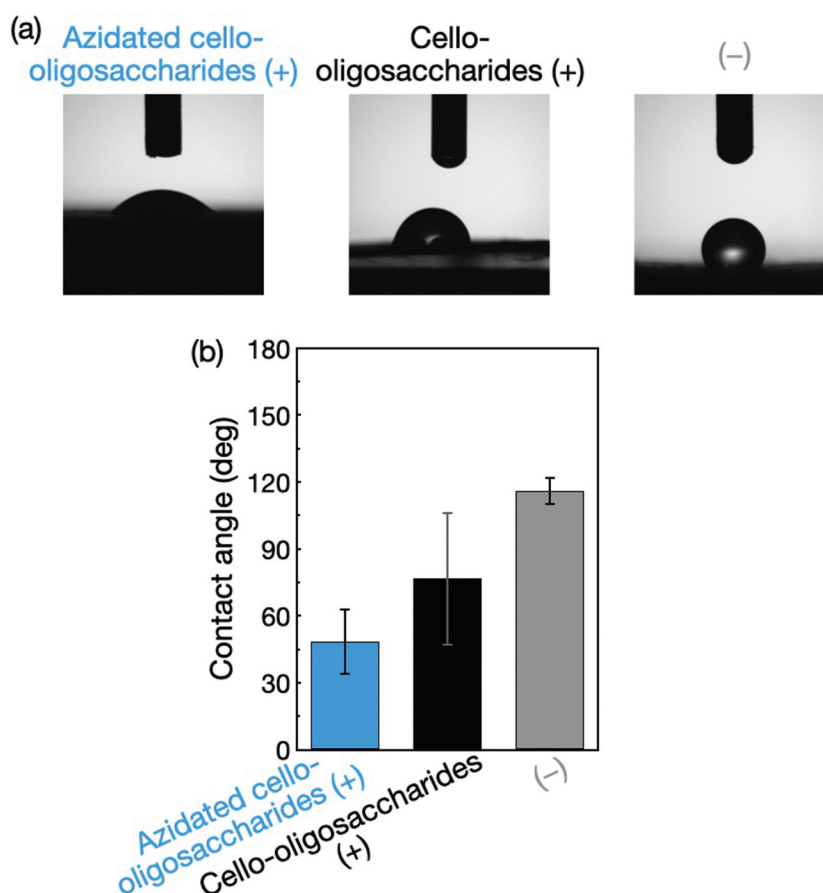 (a)
Azidated cello-
oligosaccharides (+)
Cello-
oligosaccharides (+)
(–)
(b)
Contact angle (deg)
180
150
120
90
60
30
0
Azidated cello-
oligosaccharides (+)
Cello-oligosaccharides
(+)
(–)